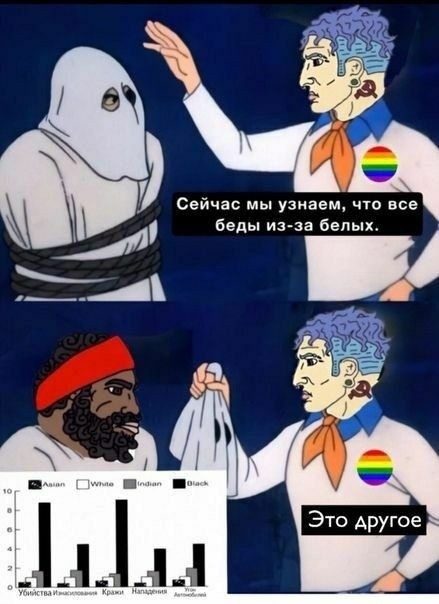 Сейчас мы узнаем, что все
беды из-за белых.
Это другое
Asian White Indian Black
10
8
6
4
2
0
Убийства Изнасилования Кражи Нападения Угон
Автомобилей